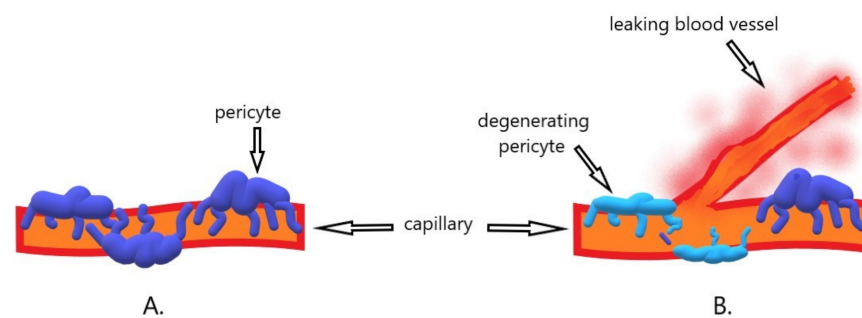 leaking blood vessel
pericyte
degenerating
pericyte
capillary
A.
B.